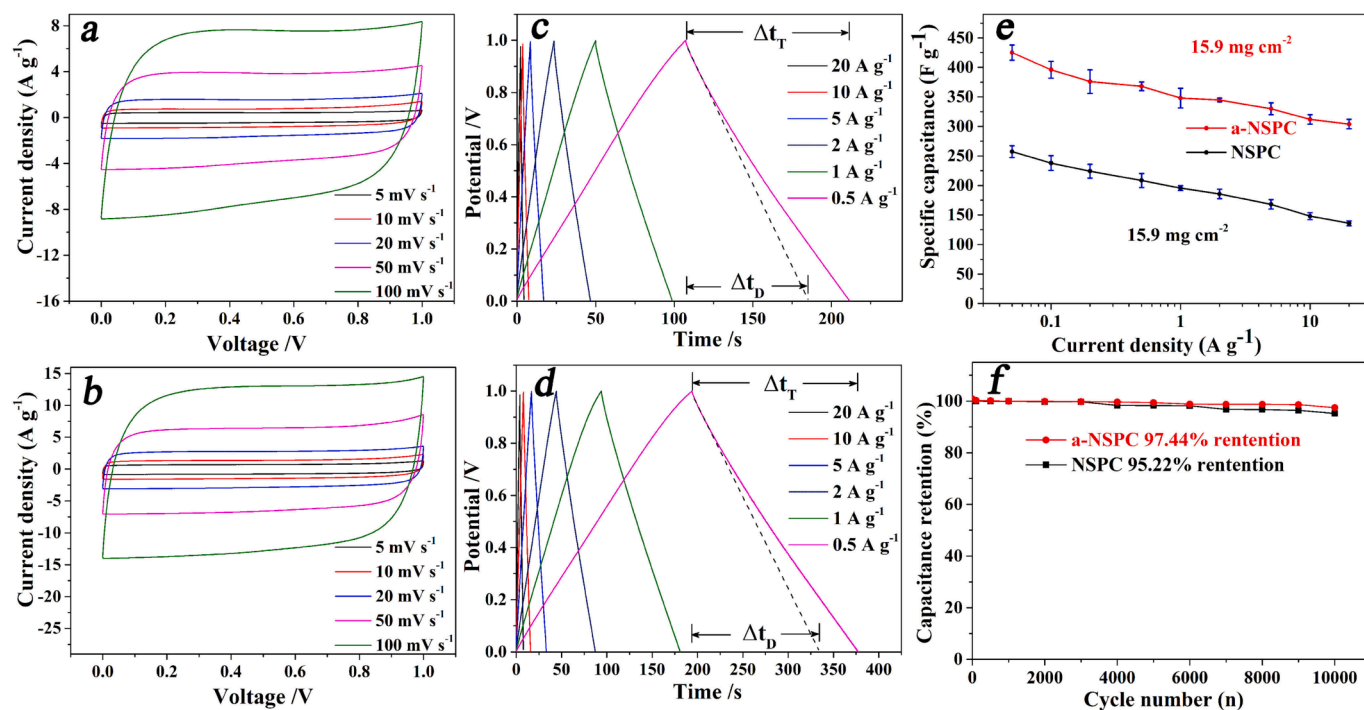 a
8
4
0
-4
-8
-12
-16
Current density (A g-1)
5 mV s-1
10 mV s-1
20 mV s-1
50 mV s-1
100 mV s-1
0.0
0.2
0.4
0.6
0.8
1.0
Voltage /V
c
ΔtT
1.0
0.8
0.6
0.4
0.2
0.0
Potential /V
20 A g-1
10 A g-1
5 A g-1
2 A g-1
1 A g-1
0.5 A g-1
ΔtD
0
50
100
150
200
Time /s
e
500
450
400
350
300
250
200
150
100
50
0
Specific capacitance (F g-1)
15.9 mg cm-2
a-NSPC
NSPC
15.9 mg cm-2
0.1
1
10
Current density (A g-1)
b
15
10
5
0
-5
-10
-15
-20
-25
Current density (A g-1)
5 mV s-1
10 mV s-1
20 mV s-1
50 mV s-1
100 mV s-1
0.0
0.2
0.4
0.6
0.8
1.0
Voltage /V
d
ΔtT
1.0
0.8
0.6
0.4
0.2
0.0
Potential /V
20 A g-1
10 A g-1
5 A g-1
2 A g-1
1 A g-1
0.5 A g-1
ΔtD
0
50
100
150
200
250
300
350
400
Time /s
f
100
80
60
40
20
0
Capacitance retention (%)
a-NSPC 97.44% rentention
NSPC 95.22% rentention
0
2000
4000
6000
8000
10000
Cycle number (n)